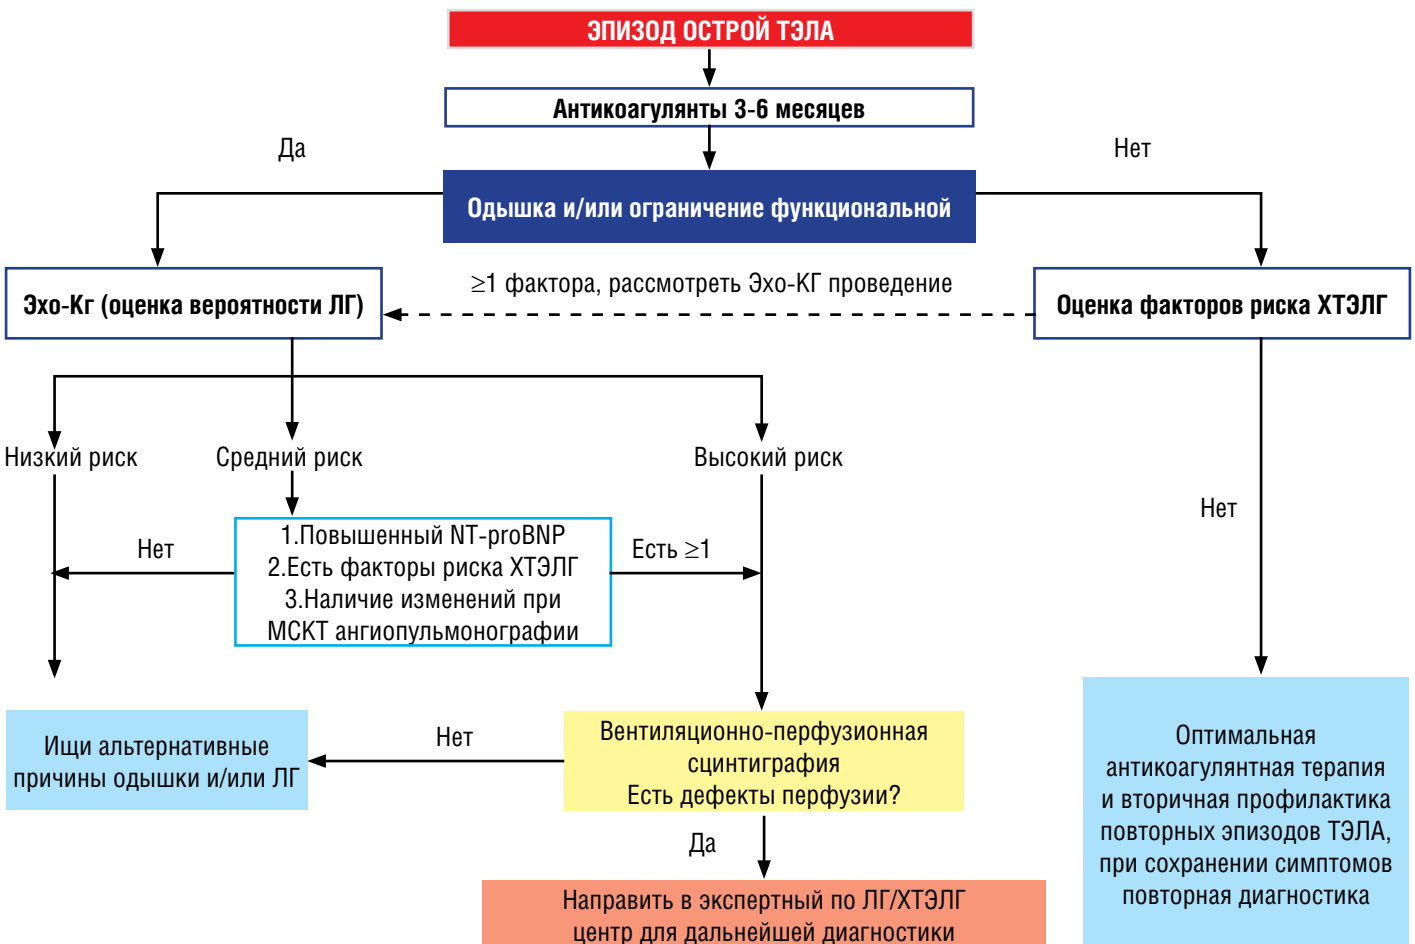 ЭПИЗОД ОСТРОЙ ТЭЛА
Антикоагулянты 3-6 месяцев
Да
Нет
Одышка и/или ограничение функциональной
Эхо-Кг (оценка вероятности ЛГ)
≥1 фактора, рассмотреть Эхо-КГ проведение
Оценка факторов риска ХТЭЛГ
Низкий риск
Средний риск
Высокий риск
Нет
1.Повышенный NT-proBNP
2.Есть факторы риска ХТЭЛГ
3.Наличие изменений при
МСКТ ангиопульмонографии
Есть ≥1
Нет
Ищи альтернативные
причины одышки и/или ЛГ
Нет
Вентиляционно-перфузионная
сцинтиграфия
Есть дефекты перфузии?
Да
Направить в экспертный по ЛГ/ХТЭЛГ
центр для дальнейшей диагностики
Оптимальная
антикоагулянтная терапия
и вторичная профилактика
повторных эпизодов ТЭЛА,
при сохранении симптомов
повторная диагностика